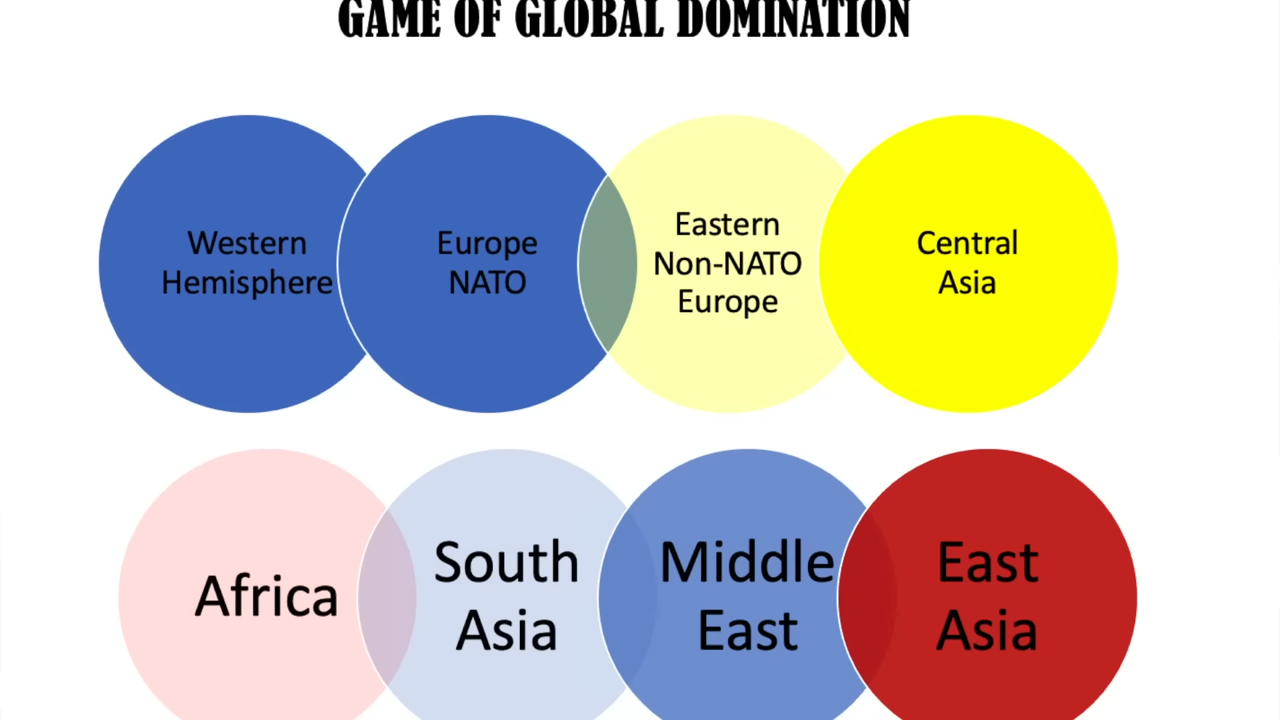 GAME OF GLOBAL DOMINATION
Western
Hemisphere
Europe
NATO
Eastern
Non-NATO
Europe
Central
Asia
Africa
South
Asia
Middle
East
East
Asia